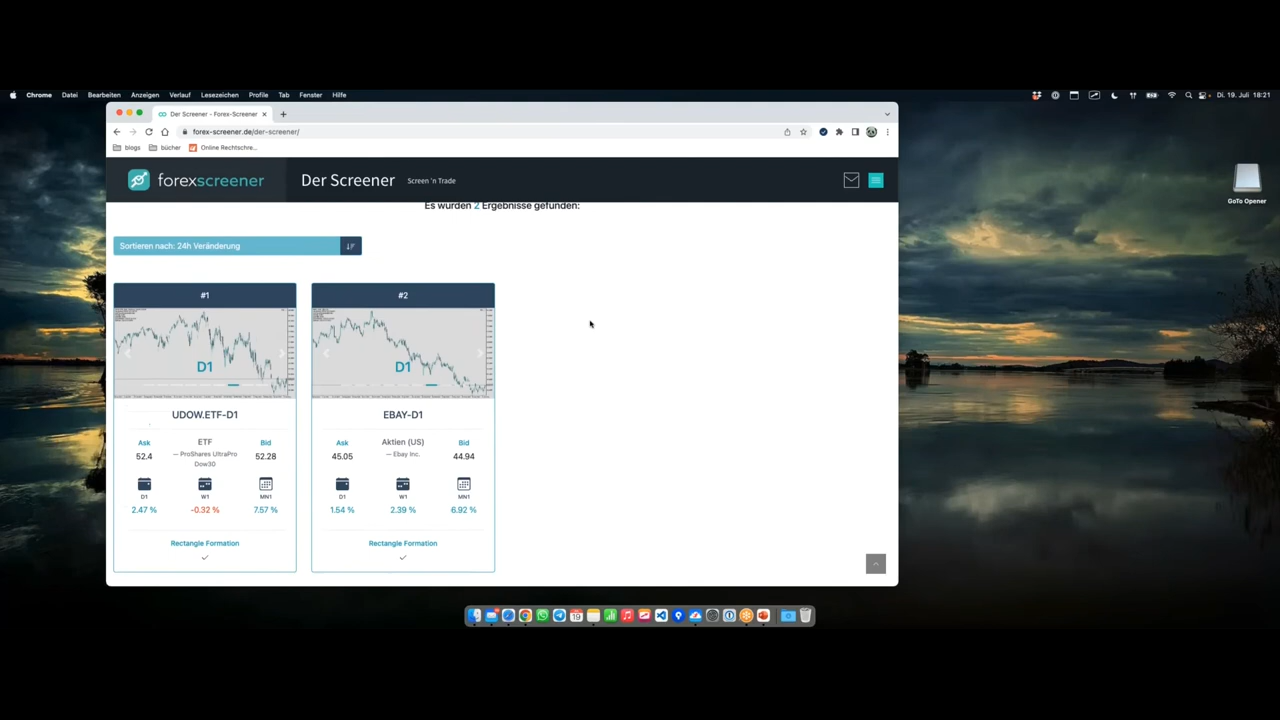 Chrome Datei Bearbeiten Anzeigen Verlauf Lesezeichen Profile Tab Fenster Hilfe
Di. 19. Juli 18:21
Der Screener - Forex-Screener
forex-screener.de/der-screener/
blogs bücher Online Rechtschre...
forexscreener Der Screener Screen 'n Trade
GoTo Opener
Es wurden 2 Ergebnisse gefunden:
Sortieren nach: 24h Veränderung
#1
D1
UDOW.ETF-D1
Ask ETF Bid
52.4 — ProShares UltraPro Dow30 52.28
D1 W1 MN1
2.47 % -0.32 % 7.57 %
Rectangle Formation
#2
D1
EBAY-D1
Ask Aktien (US) Bid
45.05 — Ebay Inc. 44.94
D1 W1 MN1
1.54 % 2.39 % 6.92 %
Rectangle Formation